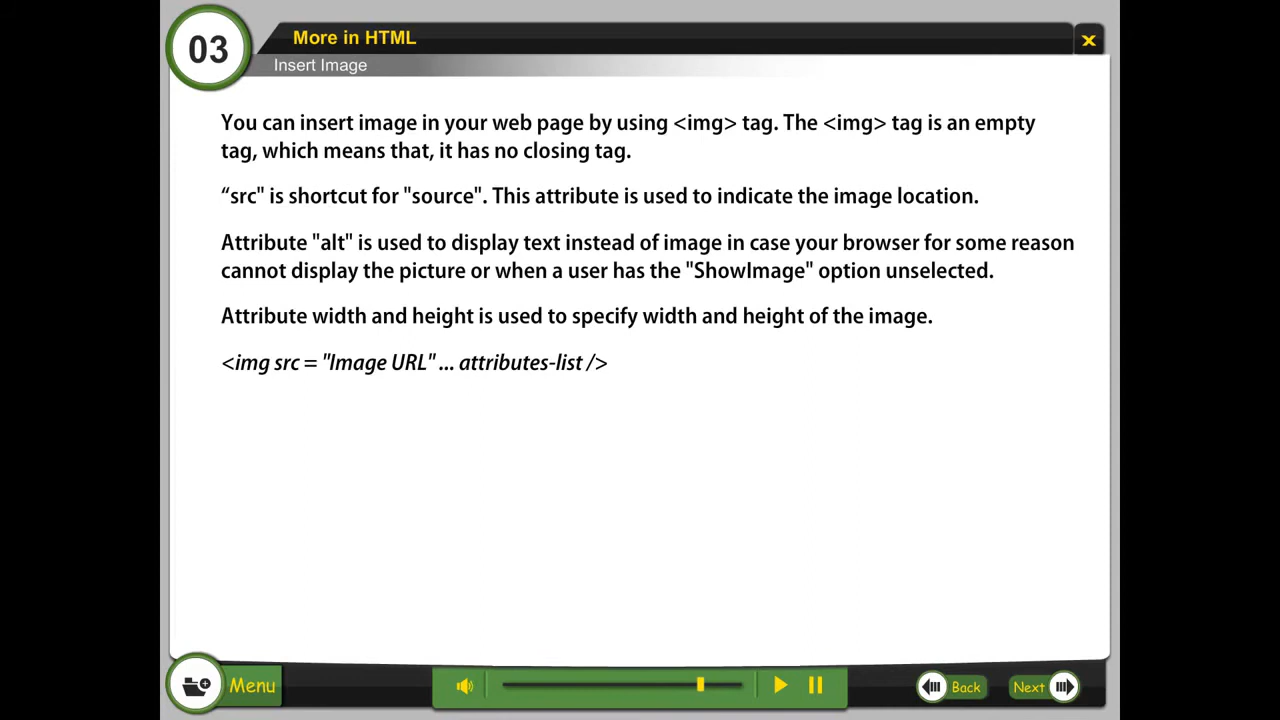 03
More in HTML
x
Insert Image
You can insert image in your web page by using <img> tag. The <img> tag is an empty
tag, which means that, it has no closing tag.
“src" is shortcut for "source". This attribute is used to indicate the image location.
Attribute "alt" is used to display text instead of image in case your browser for some reason
cannot display the picture or when a user has the "ShowImage" option unselected.
Attribute width and height is used to specify width and height of the image.
<img src = "Image URL" ... attributes-list />
Menu
Back
Next